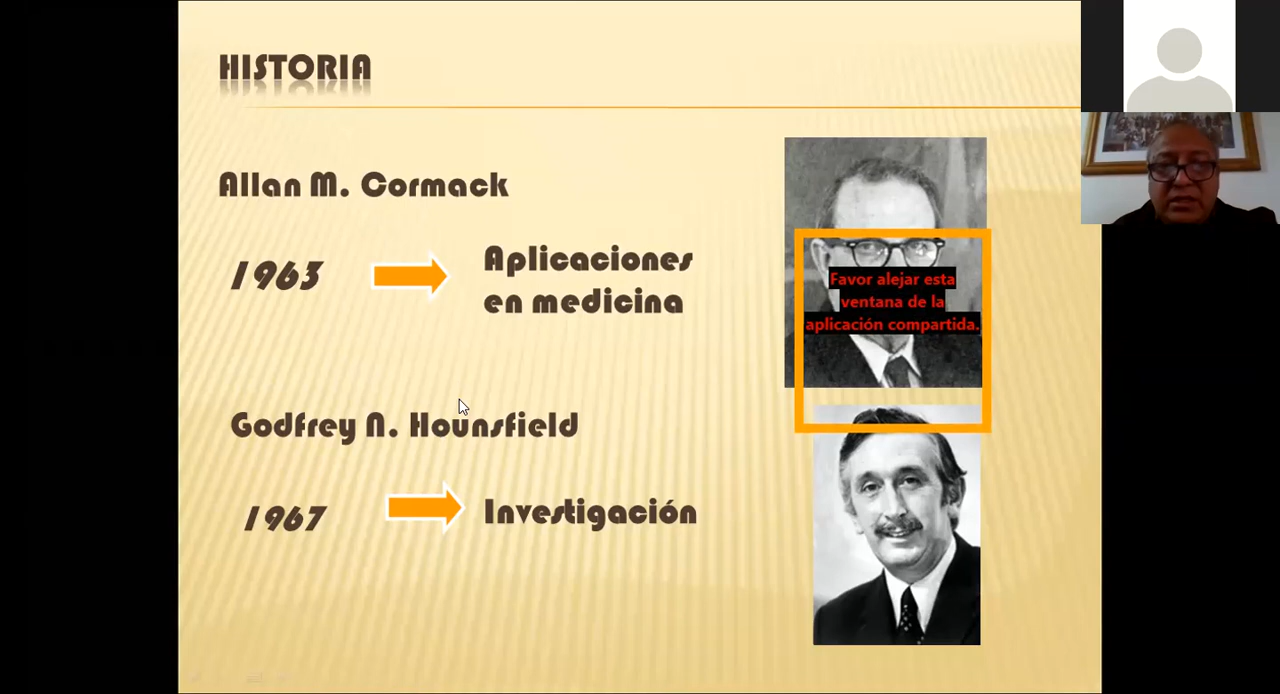 HISTORIA
Allan M. Cormack
1963
Aplicaciones
en medicina
Favor alejar esta
ventana de la
aplicación compartida.
Godfrey N. Hounsfield
1967
Investigación